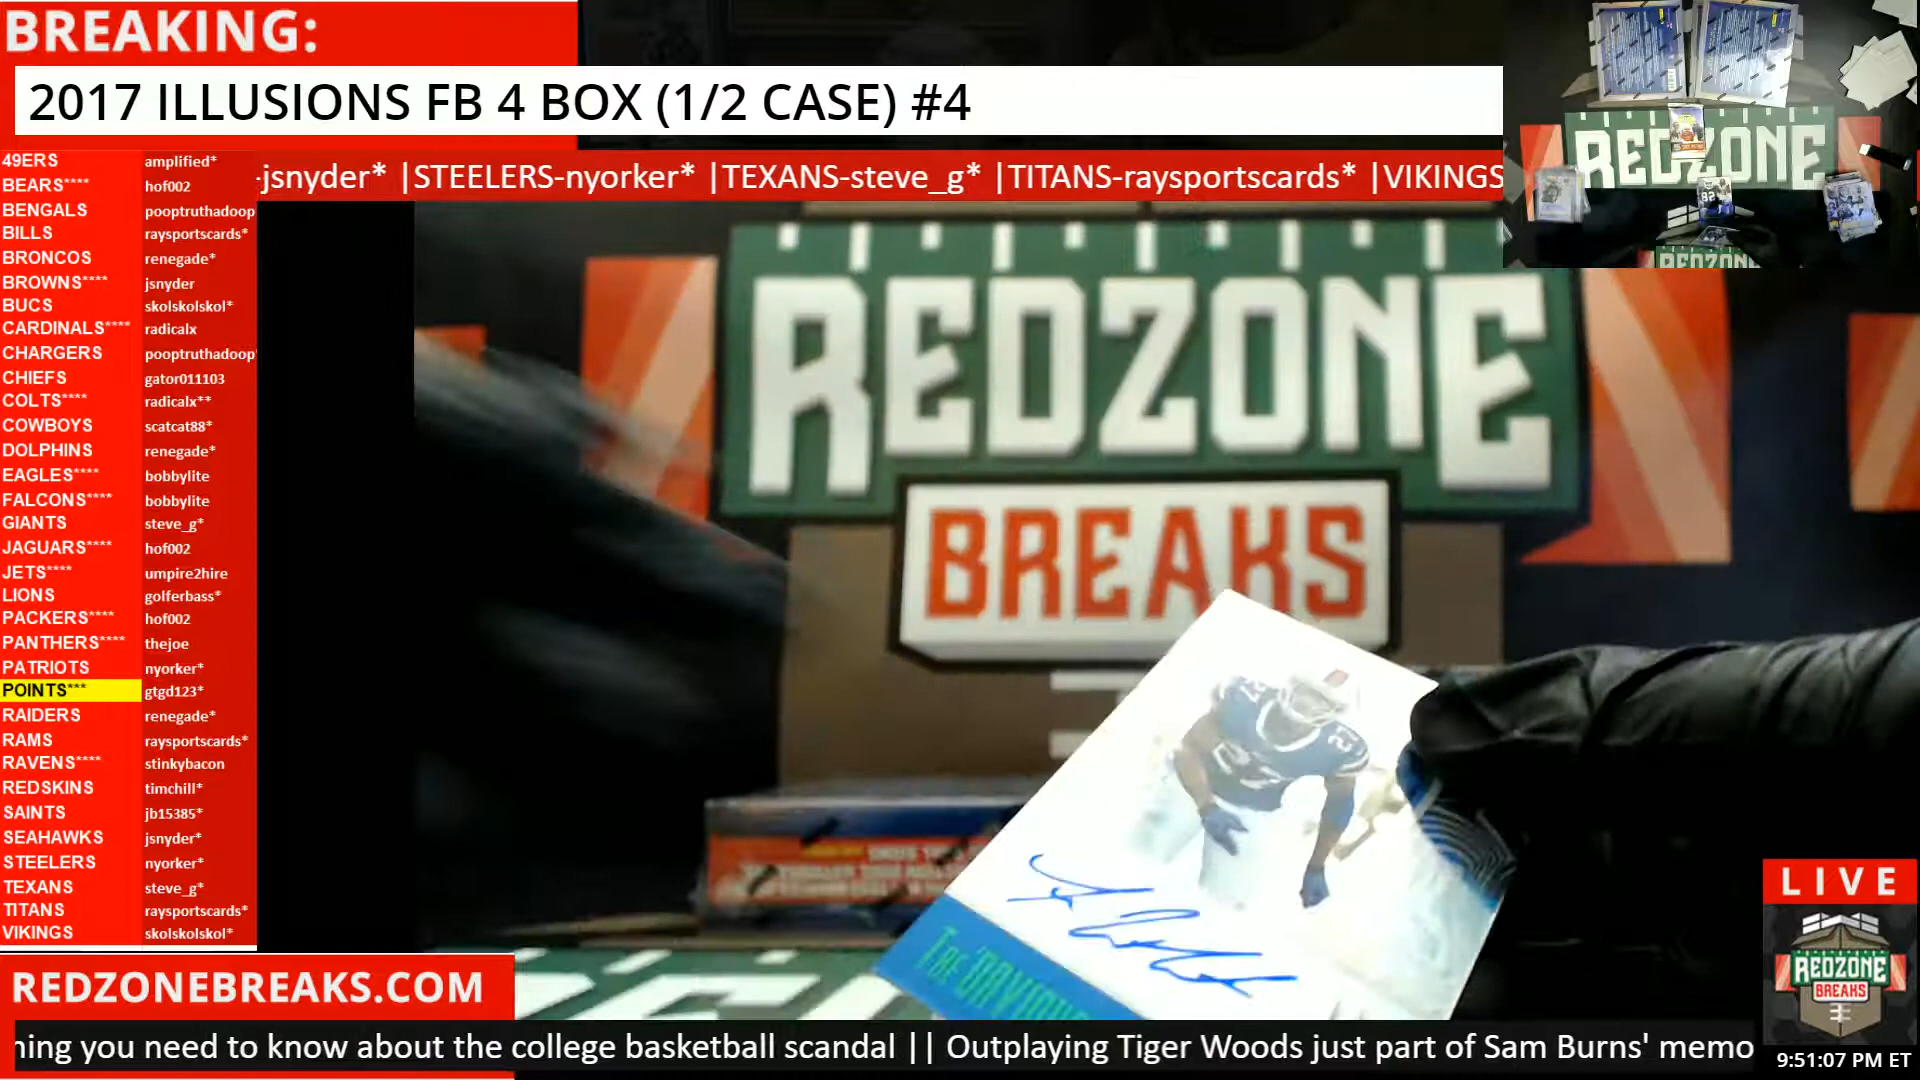 BREAKING:
2017 ILLUSIONS FB 4 BOX (1/2 CASE) #4
-jsnyder* |STEELERS-nyorker* |TEXANS-steve_g* |TITANS-raysportscards* |VIKINGS
49ERS amplified*
BEARS**** hof002
BENGALS pooptruthadoop
BILLS raysportscards*
BRONCOS renegade*
BROWNS**** jsnyder
BUCS skolskolskol*
CARDINALS**** radicalx
CHARGERS pooptruthadoop
CHIEFS gator011103
COLTS**** radicalx**
COWBOYS scatcat88*
DOLPHINS renegade*
EAGLES**** bobbylite
FALCONS**** bobbylite
GIANTS steve_g*
JAGUARS**** hof002
JETS**** umpire2hire
LIONS golferbass*
PACKERS**** hof002
PANTHERS**** thejoe
PATRIOTS nyorker*
POINTS*** gtgd123*
RAIDERS renegade*
RAMS raysportscards*
RAVENS**** stinkybacon
REDSKINS timchill*
SAINTS jb15385*
SEAHAWKS jsnyder*
STEELERS nyorker*
TEXANS steve_g*
TITANS raysportscards*
VIKINGS skolskolskol*
REDZONE
BREAKS
REDZONE
REDZONE
TRE'DAVIOUS
LIVE
REDZONE
BREAKS
REDZONEBREAKS.COM
hing you need to know about the college basketball scandal || Outplaying Tiger Woods just part of Sam Burns' memo
9:51:07 PM ET